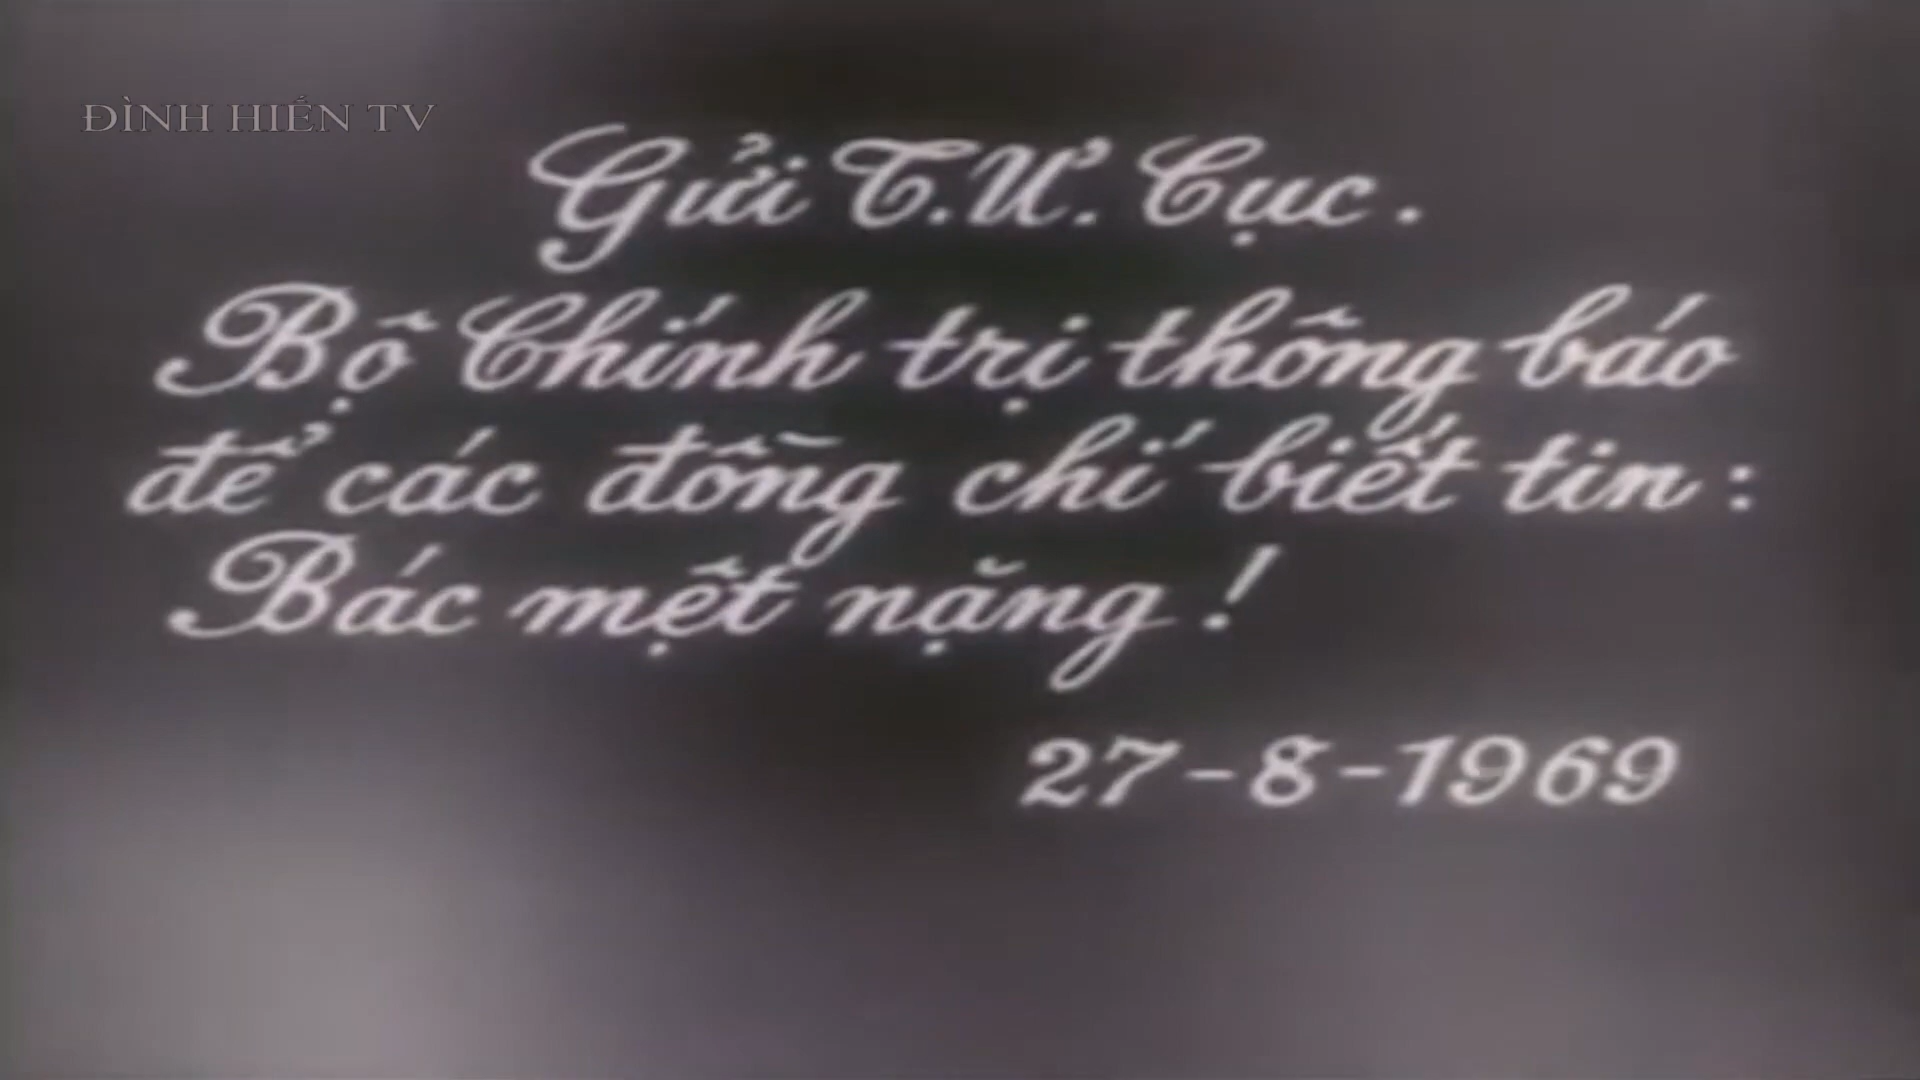 ĐÌNH HIẾN TV
Gửi T.Ư. Cục.
Bộ Chính trị thông báo
để các đồng chí biết tin:
Bác mệt nặng!
27-8-1969